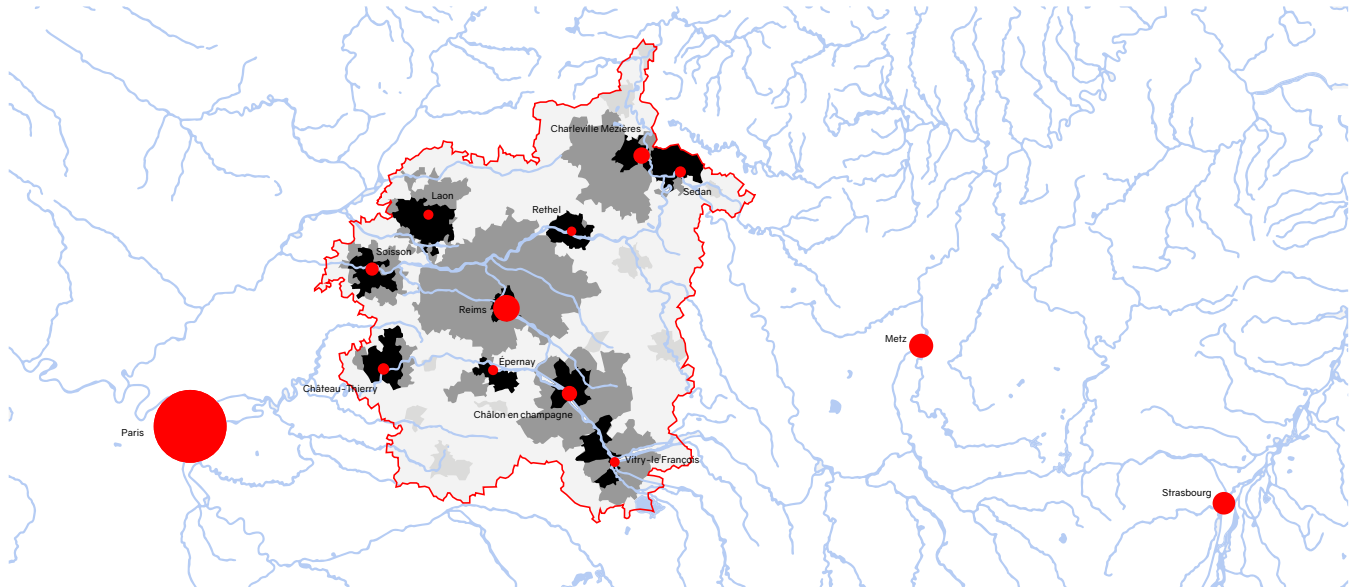 Charleville Mézières
Sedan
Laon
Rethel
Soisson
Reims
Metz
Épernay
Château-Thierry
Châlon en champagne
Paris
Vitry-le François
Strasbourg